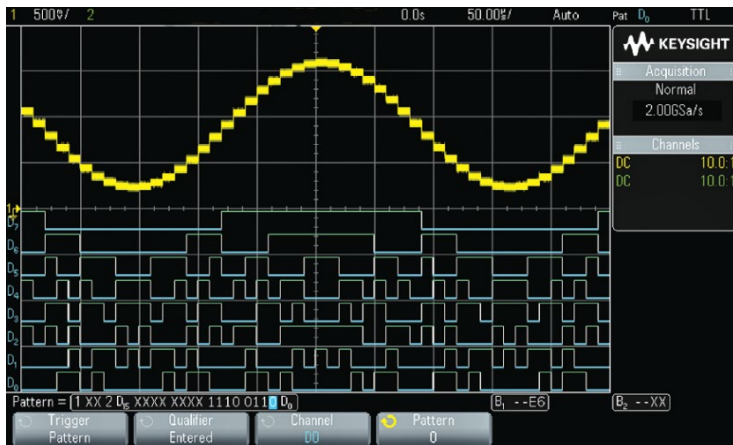 1 500⩗/ 2 0.0s 50.00㎲/ Auto Pat D₀ TTL
KEYSIGHT
Acquisition
Normal
2.00GSa/s
Channels
DC 10.0:1
DC 10.0:1
D₇
D₆
D₅
D₄
D₃
D₂
D₁
D₀
Pattern = [1 XX 2 D₁₅ XXXX XXXX 1110 0110 D₀] [B₁ --E6] [B₂ --XX]
Trigger Qualifier Channel Pattern
Pattern Entered D0 0